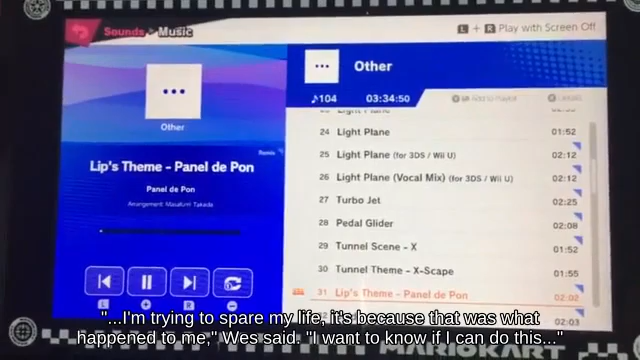 Sounds ▸ Music
L + R Play with Screen Off
Other
♪104 03:34:50
24 Light Plane 01:52
25 Light Plane (for 3DS / Wii U) 02:12
26 Light Plane (Vocal Mix) (for 3DS / Wii U) 02:12
27 Turbo Jet 02:25
28 Pedal Glider 02:08
29 Tunnel Scene - X 01:52
30 Tunnel Theme - X-Scape 01:55
31 Lip's Theme - Panel de Pon 02:02
02:03
Other
Remix
Lip's Theme - Panel de Pon
Panel de Pon
Arrangement: Masafumi Takada
L + R −
"...I'm trying to spare my life, it's because that was what
happened to me," Wes said. "I want to know if I can do this..."
MARIO KART